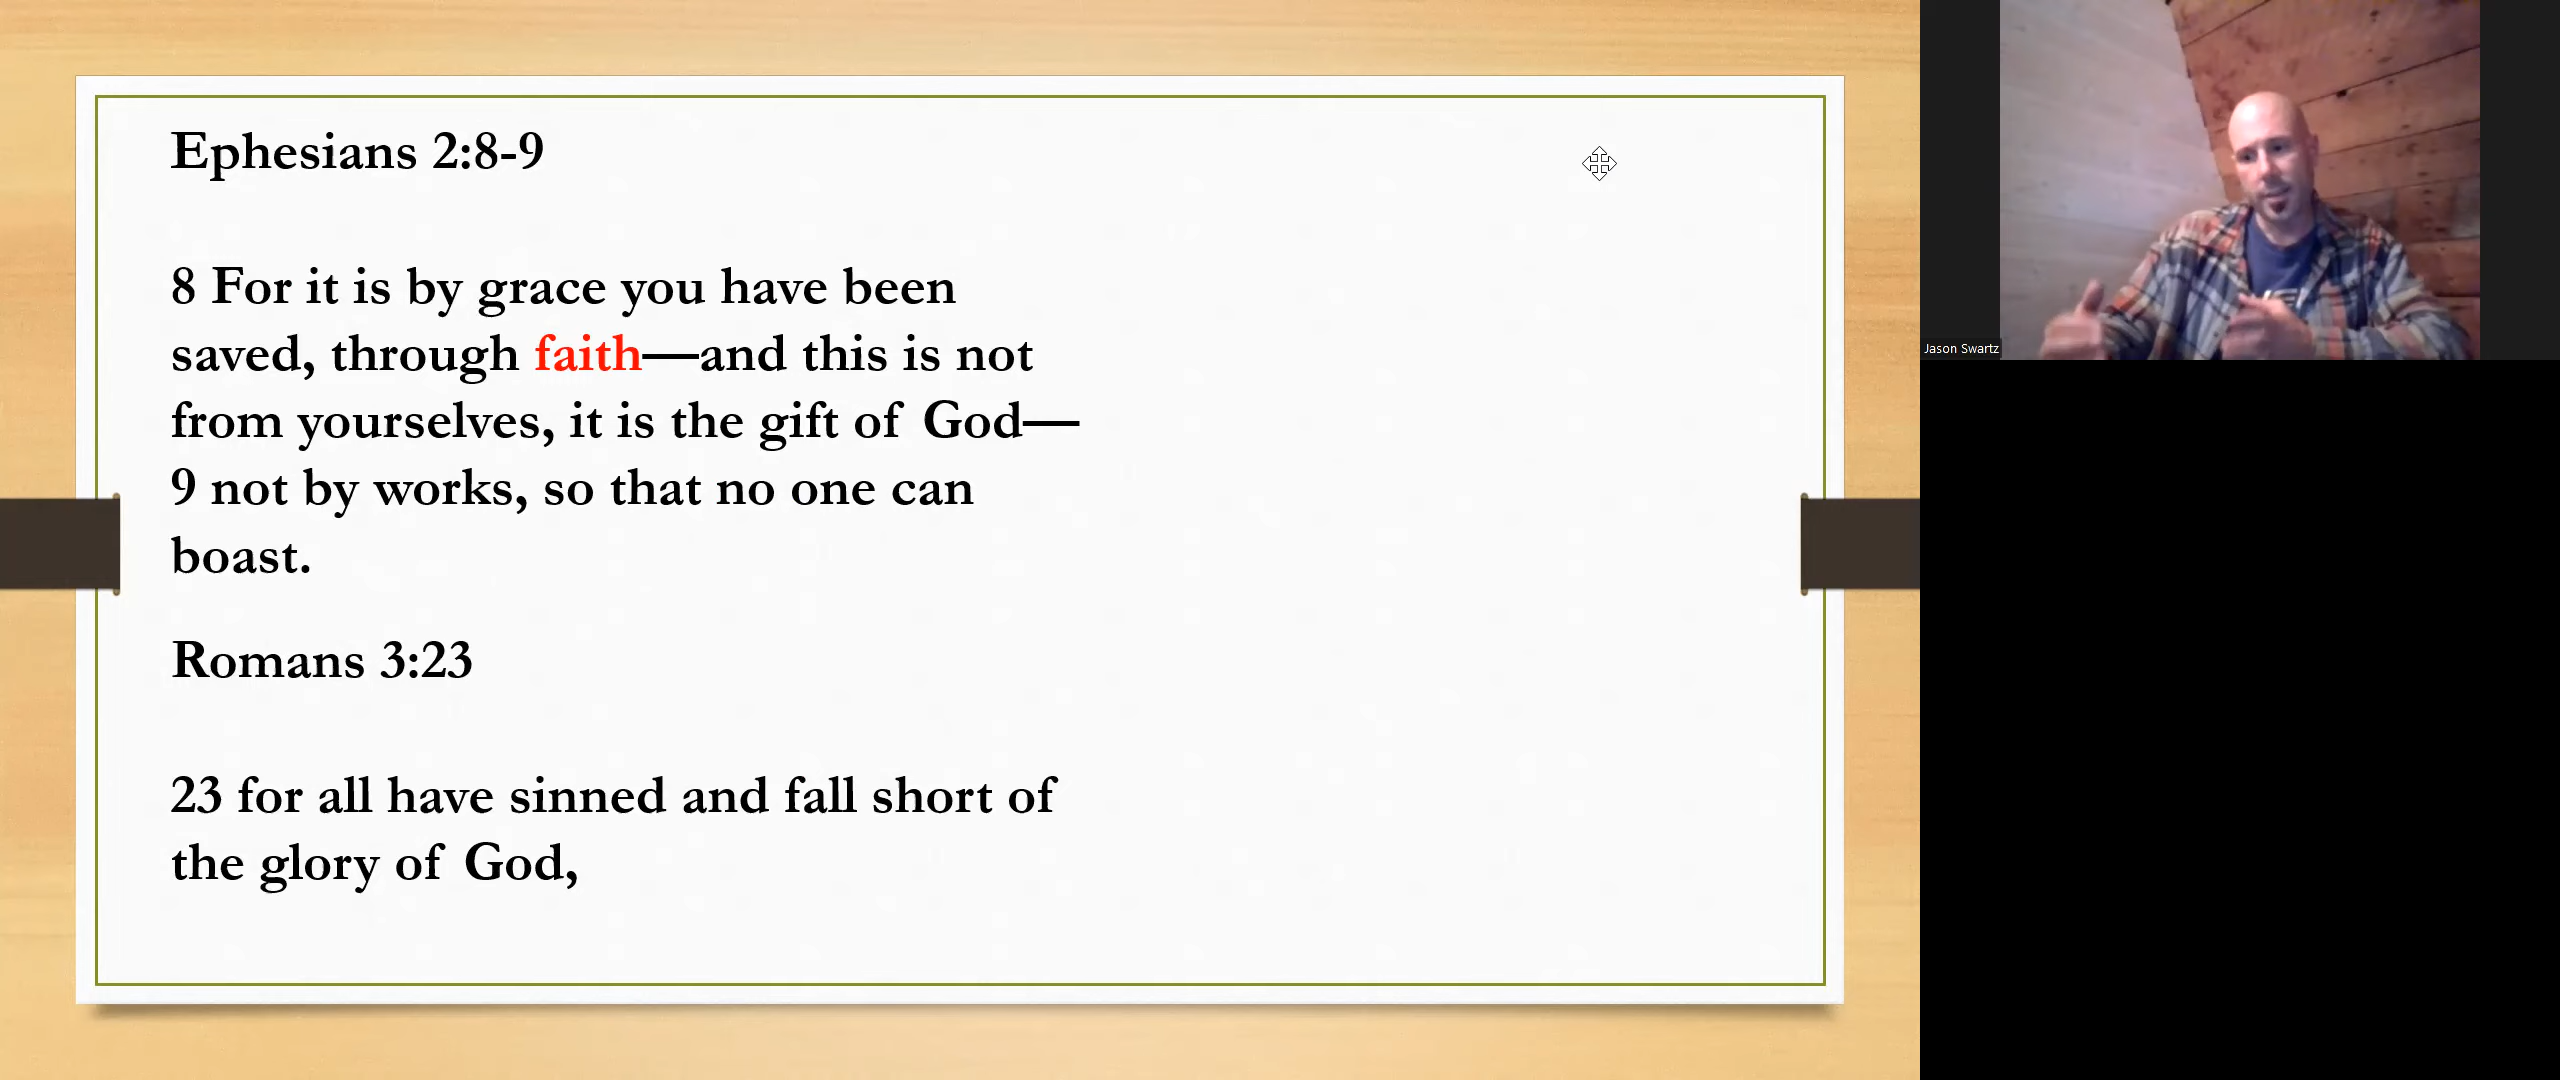 Ephesians 2:8-9
8 For it is by grace you have been
saved, through faith—and this is not
from yourselves, it is the gift of God—
9 not by works, so that no one can
boast.
Romans 3:23
23 for all have sinned and fall short of
the glory of God,
Jason Swartz